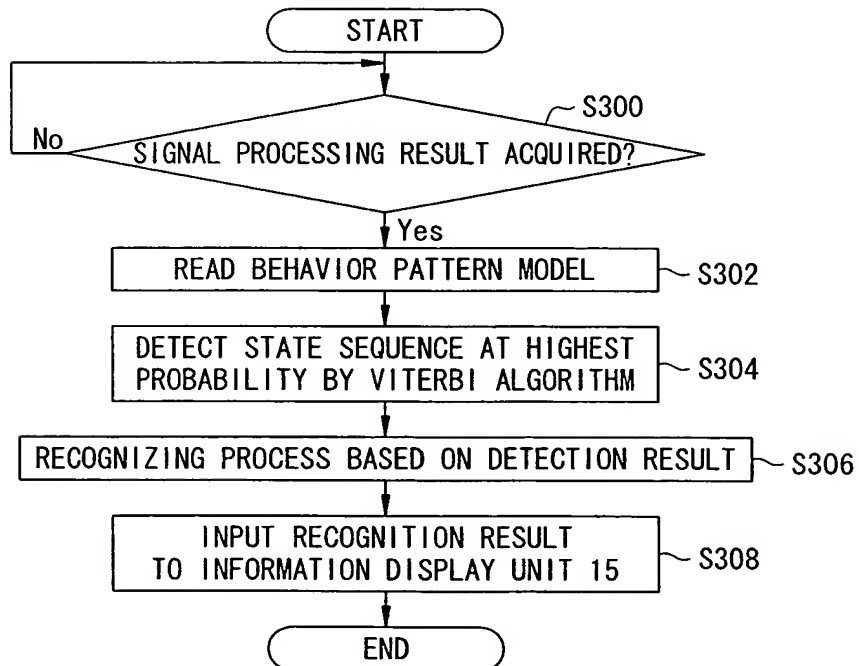 START
S300
No
SIGNAL PROCESSING RESULT ACQUIRED?
Yes
READ BEHAVIOR PATTERN MODEL
S302
DETECT STATE SEQUENCE AT HIGHEST
PROBABILITY BY VITERBI ALGORITHM
S304
RECOGNIZING PROCESS BASED ON DETECTION RESULT
S306
INPUT RECOGNITION RESULT
TO INFORMATION DISPLAY UNIT 15
S308
END